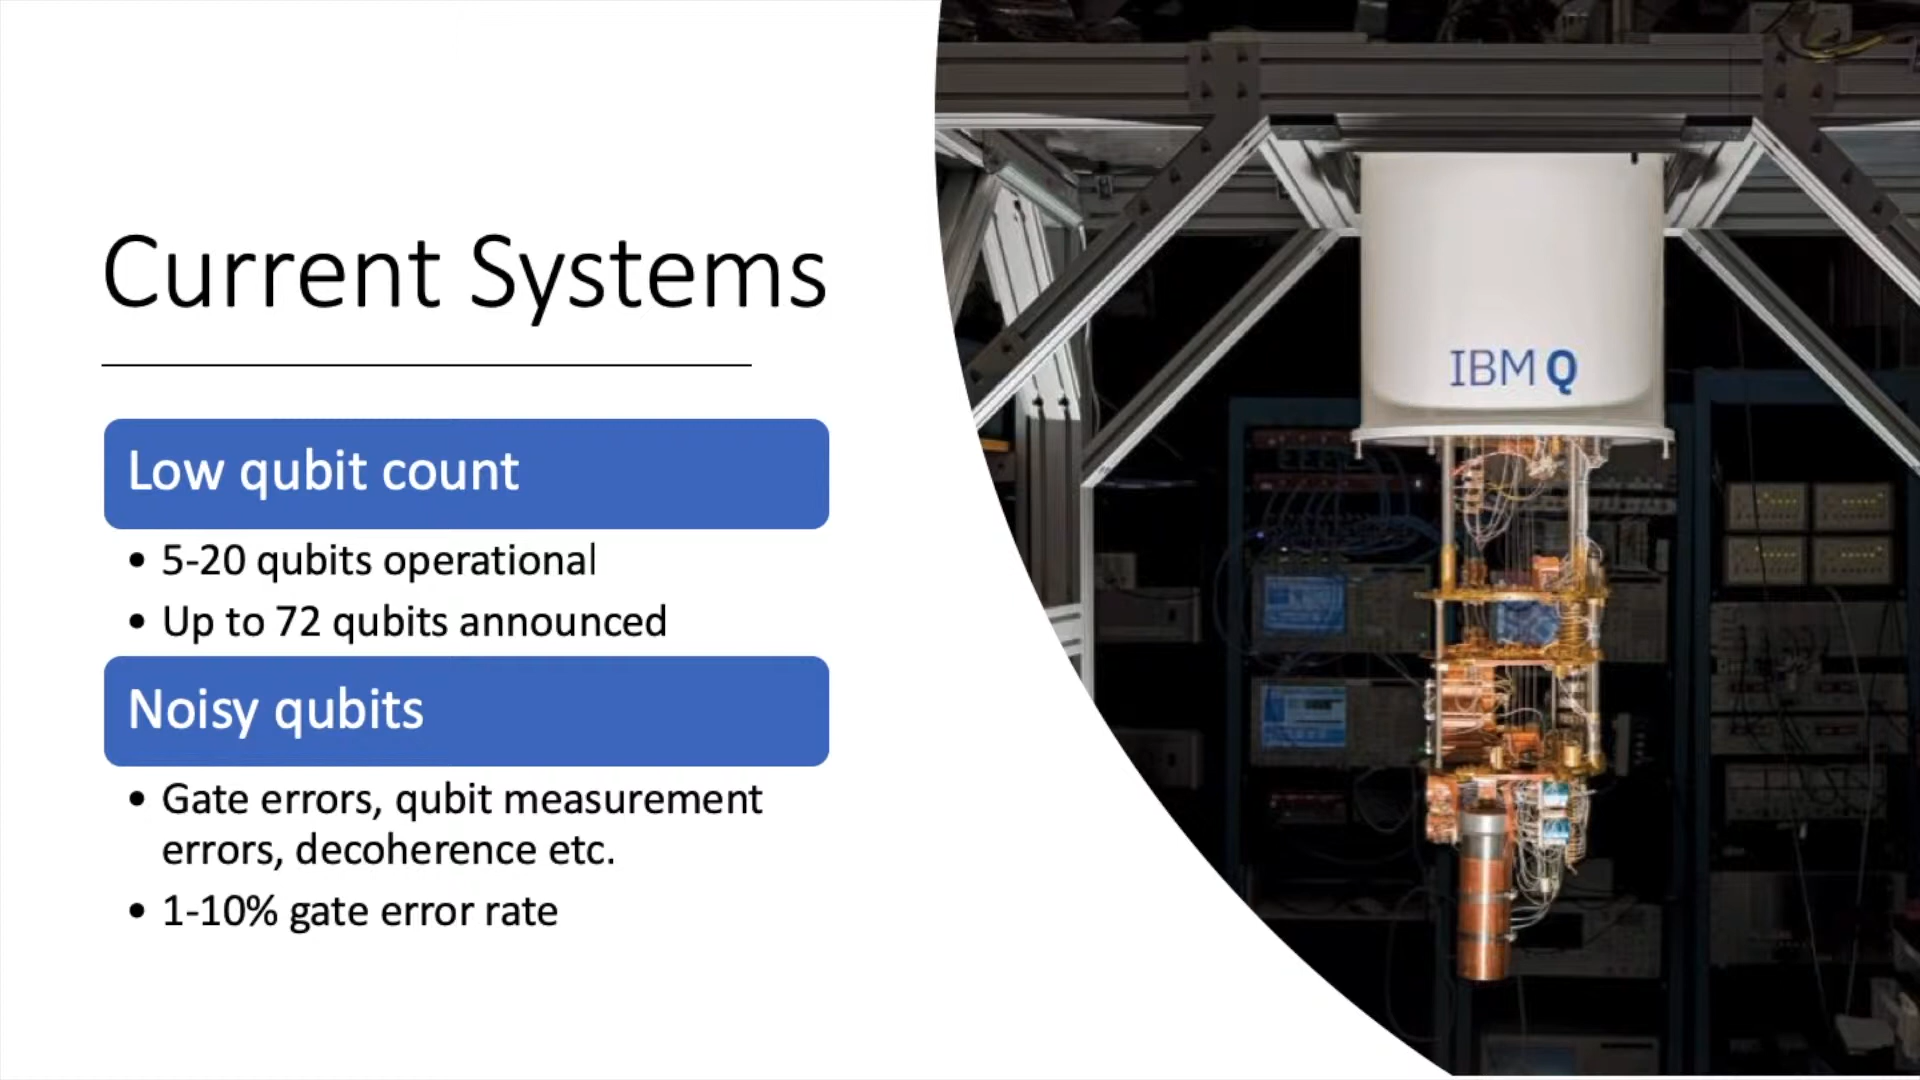 Current Systems
Low qubit count
• 5-20 qubits operational
• Up to 72 qubits announced
Noisy qubits
• Gate errors, qubit measurement
errors, decoherence etc.
• 1-10% gate error rate
IBM Q